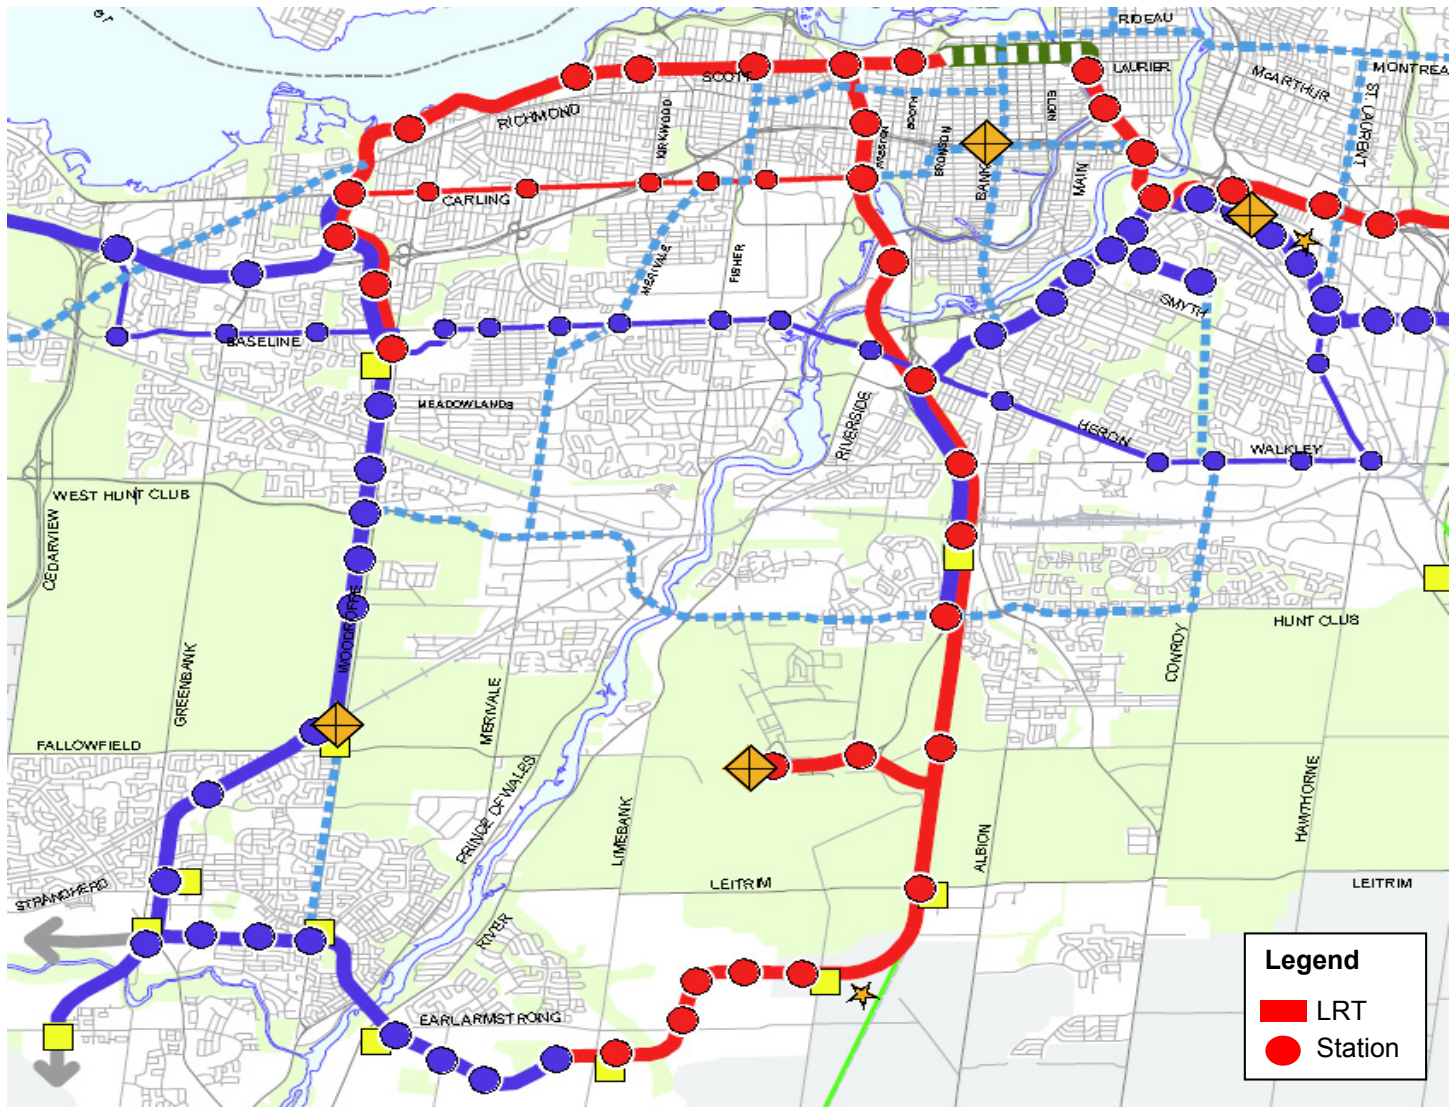 or
RIDEAU
LAURIER
McARTHUR
MONTREA
ST. LAURENT
SCOTT
RICHMOND
KIRKWOOD
PRESTON
BRONSON
BANK
ELGIN
MAIN
CARLING
MERIVALE
FISHER
SMYTH
BASELINE
MEADOWLANDS
RIVERSIDE
HERON
WALKLEY
WEST HUNT CLUB
CEDARVIEW
WOODROFFE
HUNT CLUB
CONROY
GREENBANK
MERIVALE
FALLOWFIELD
PRINCE OF WALES
LIMEBANK
ALBION
HAWTHORNE
STRANDHERD
LEITRIM
LEITRIM
RIVER
EARL ARMSTRONG
Legend
LRT
Station